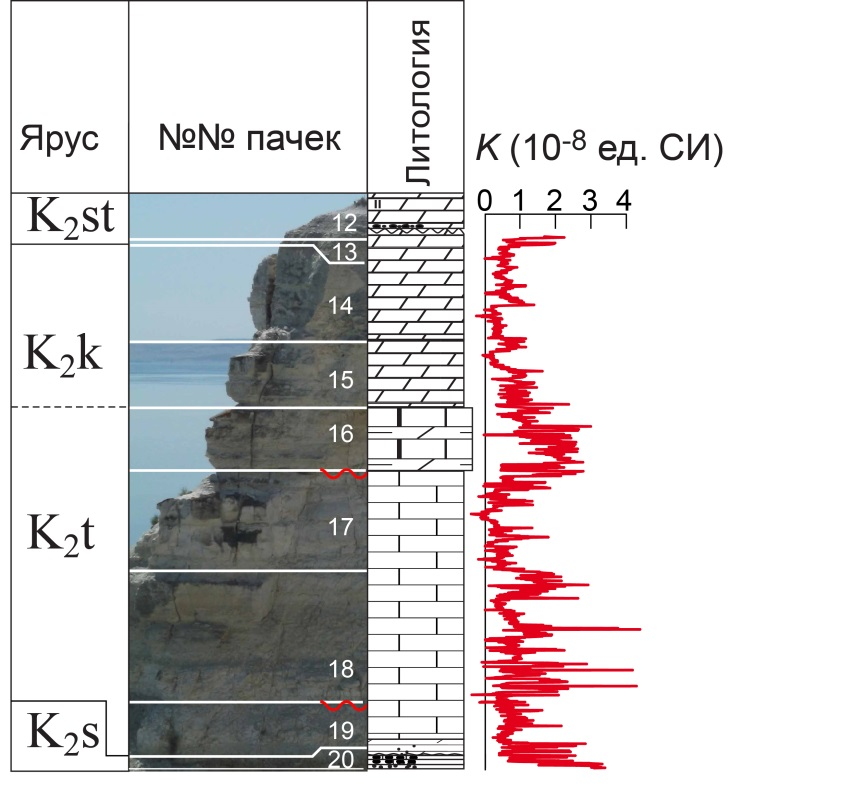 Ярус
№№ пачек
Литология
K (10-8 ед. СИ)
0 1 2 3 4
K2st
12
13
14
K2k
15
16
K2t
17
18
K2s
19
20